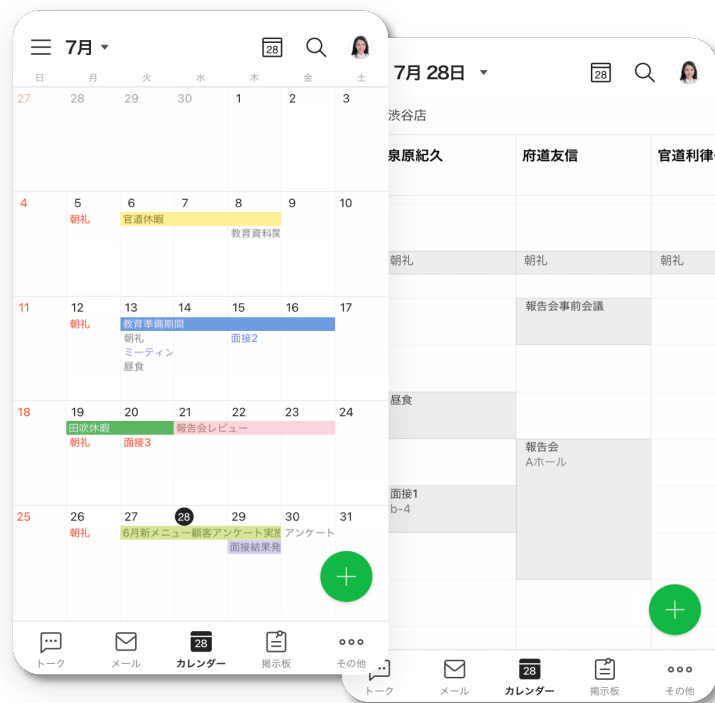 7月
28
日 月 火 水 木 金 土
27 28 29 30 1 2 3
4 5 6 7 8 9 10
朝礼 官道休暇
教育資料関
11 12 13 14 15 16 17
朝礼 教育準備期間
朝礼 面接2
ミーティン
昼食
18 19 20 21 22 23 24
田吹休暇 報告会レビュー
朝礼 面接3
25 26 27 28 29 30 31
朝礼 6月新メニュー顧客アンケート実施 アンケート
面接結果発
28
トーク メール カレンダー 掲示板 その他
7月 28日
28
渋谷店
泉原紀久 府道友信 官道利律
朝礼 朝礼 朝礼
報告会事前会議
昼食
報告会
Aホール
面接1
b-4
28
トーク メール カレンダー 掲示板 その他